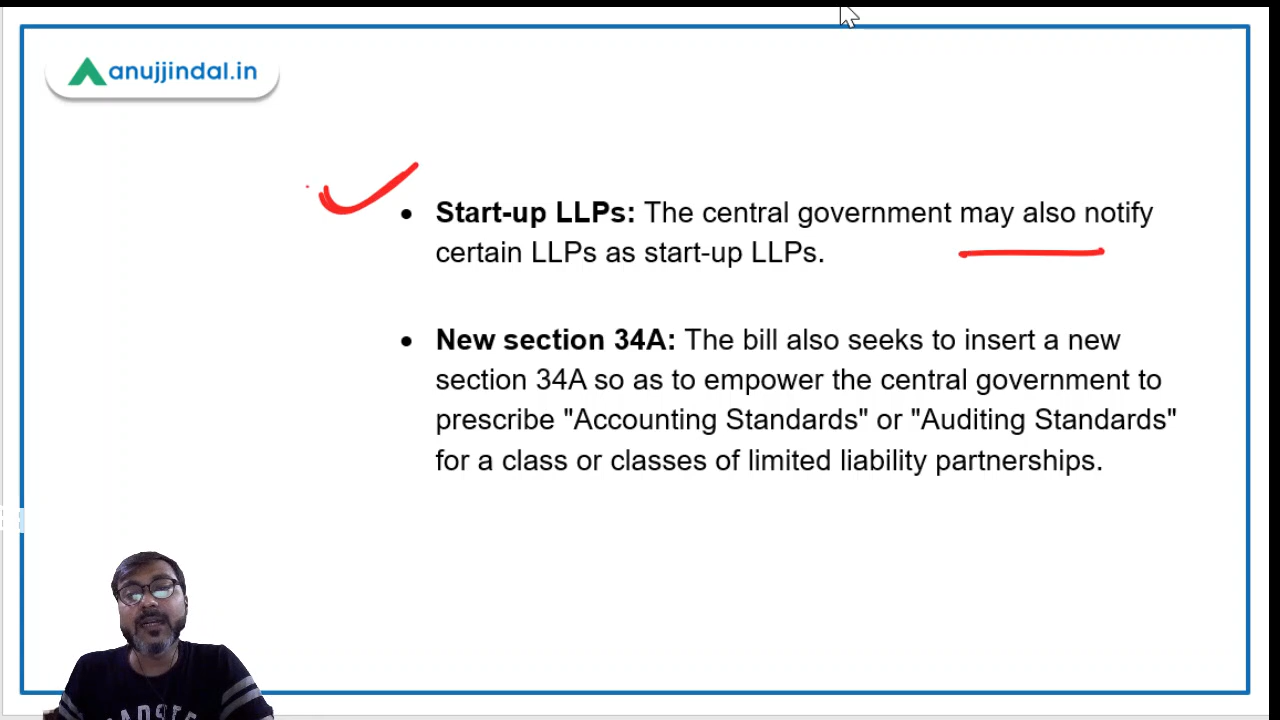 anujjindal.in
• Start-up LLPs: The central government may also notify
certain LLPs as start-up LLPs.
• New section 34A: The bill also seeks to insert a new
section 34A so as to empower the central government to
prescribe "Accounting Standards" or "Auditing Standards"
for a class or classes of limited liability partnerships.